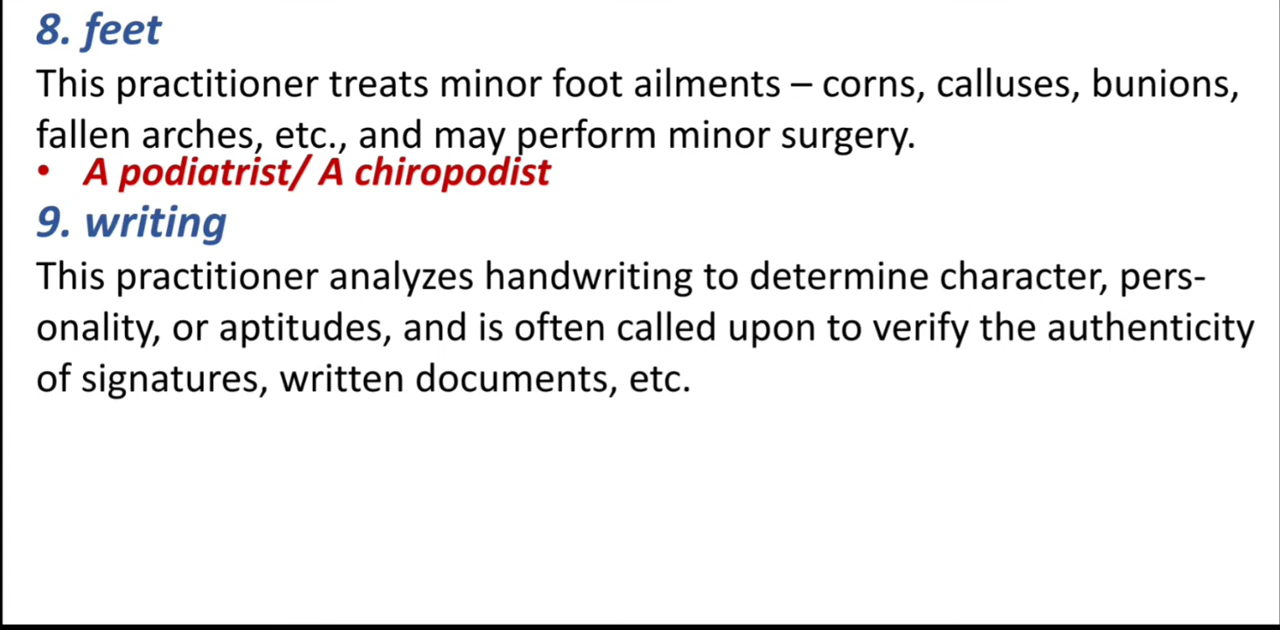 8. feet
This practitioner treats minor foot ailments – corns, calluses, bunions,
fallen arches, etc., and may perform minor surgery.
• A podiatrist/ A chiropodist
9. writing
This practitioner analyzes handwriting to determine character, pers-
onality, or aptitudes, and is often called upon to verify the authenticity
of signatures, written documents, etc.